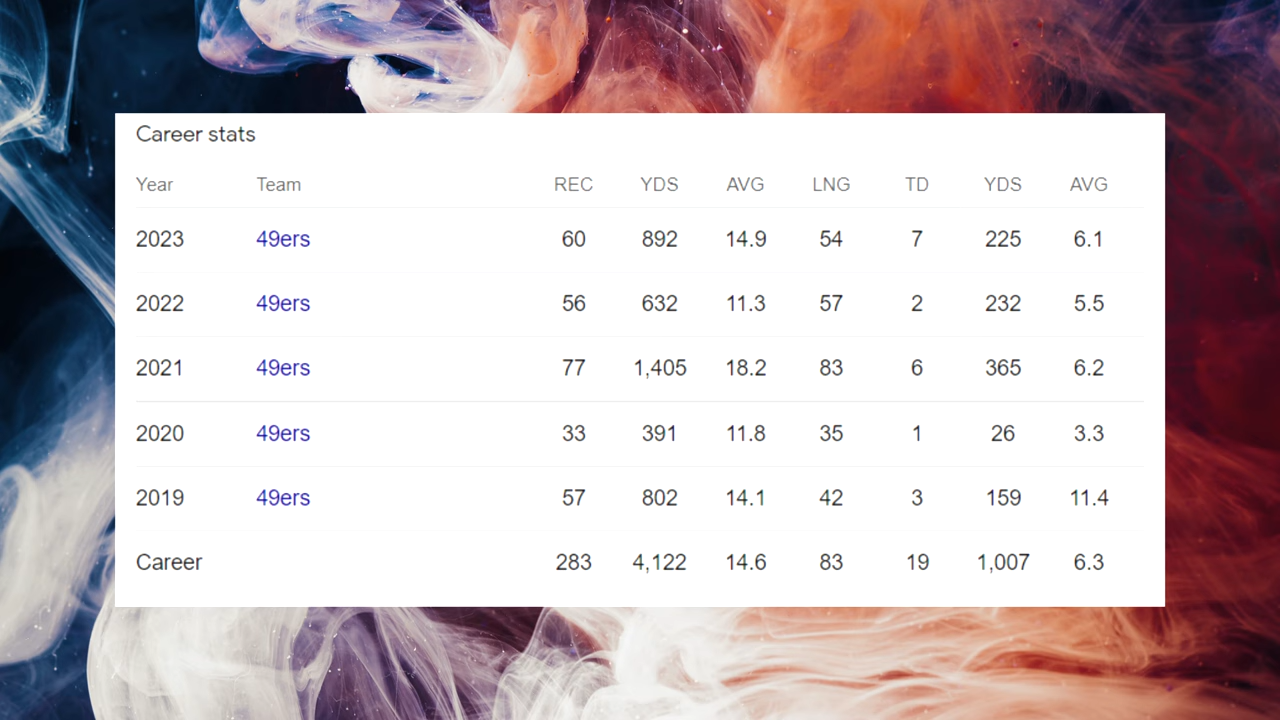 Career stats
Year Team REC YDS AVG LNG TD YDS AVG
2023 49ers 60 892 14.9 54 7 225 6.1
2022 49ers 56 632 11.3 57 2 232 5.5
2021 49ers 77 1,405 18.2 83 6 365 6.2
2020 49ers 33 391 11.8 35 1 26 3.3
2019 49ers 57 802 14.1 42 3 159 11.4
Career 283 4,122 14.6 83 19 1,007 6.3